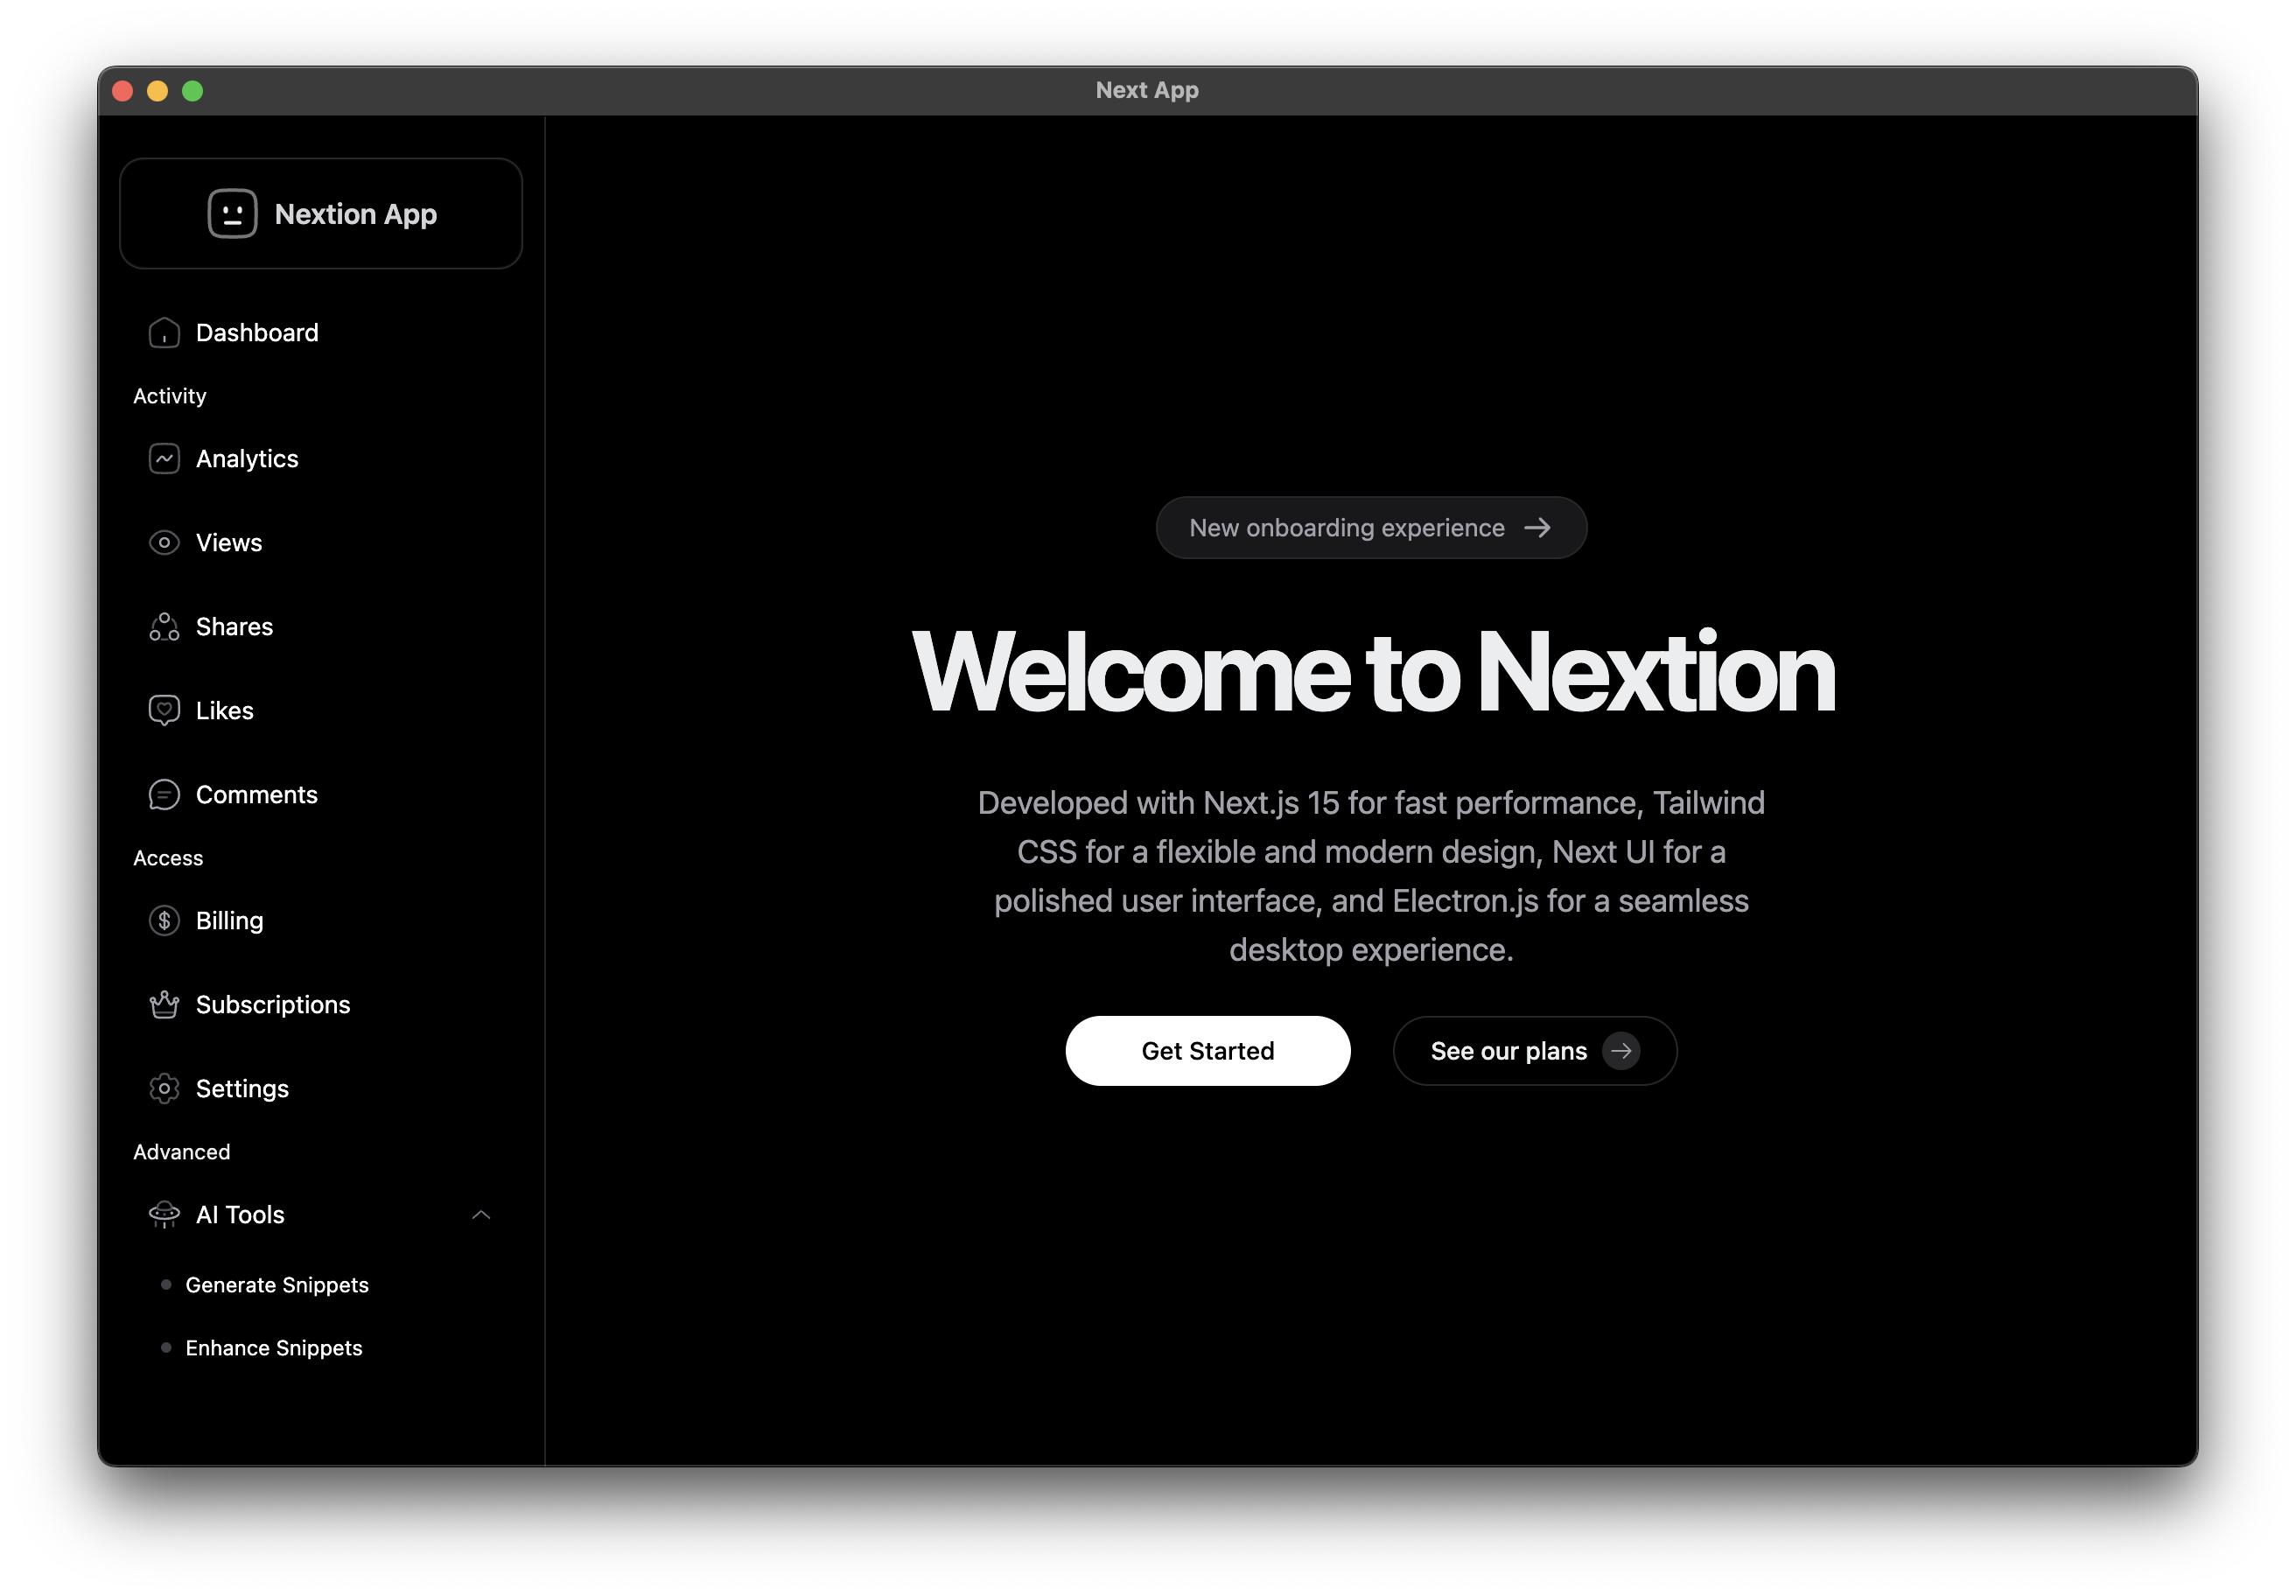 Next App
Nextion App
Dashboard
Activity
Analytics
Views
Shares
Likes
Comments
Access
Billing
Subscriptions
Settings
Advanced
AI Tools
Generate Snippets
Enhance Snippets
New onboarding experience
Welcome to Nextion
Developed with Next.js 15 for fast performance, Tailwind
CSS for a flexible and modern design, Next UI for a
polished user interface, and Electron.js for a seamless
desktop experience.
Get Started
See our plans